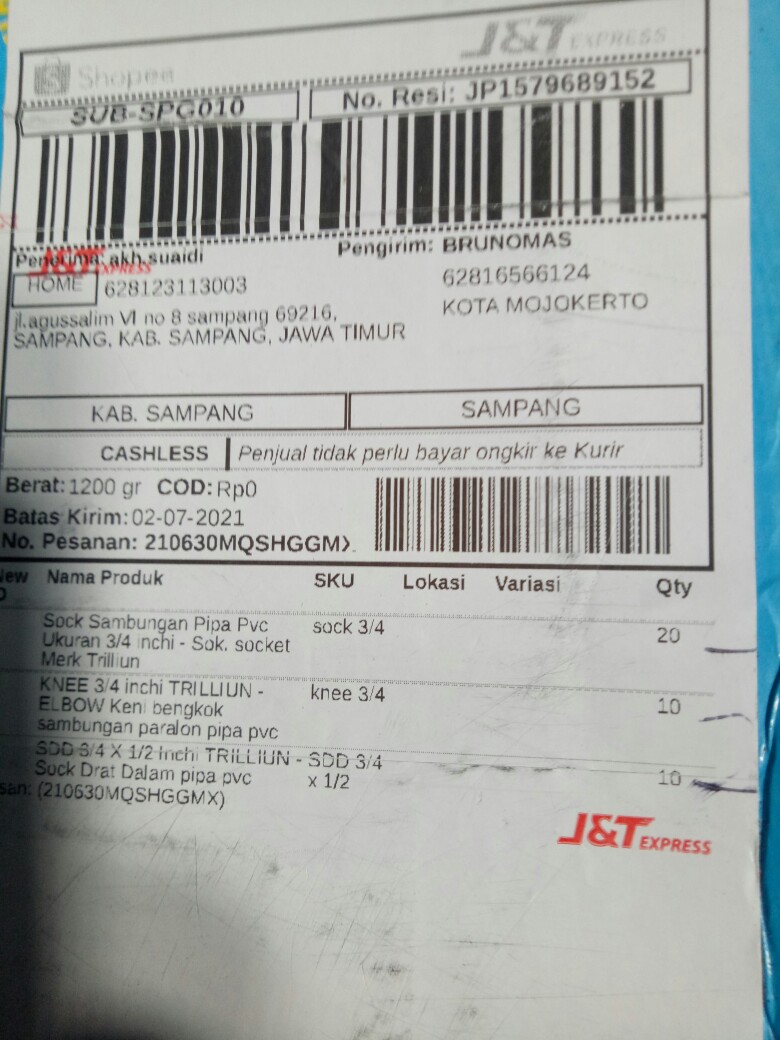 J&T EXPRESS
Shopee
SUB-SPG010
No. Resi: JP1579689152
Penerima: akh.suaidi
J&T EXPRESS
Pengirim: BRUNOMAS
HOME 628123113003
62816566124
KOTA MOJOKERTO
jl.agussalim VI no 8 sampang 69216,
SAMPANG, KAB. SAMPANG, JAWA TIMUR
KAB. SAMPANG
SAMPANG
CASHLESS Penjual tidak perlu bayar ongkir ke Kurir
Berat: 1200 gr COD: Rp0
Batas Kirim: 02-07-2021
No. Pesanan: 210630MQSHGGMX
Nama Produk SKU Lokasi Variasi Qty
Sock Sambungan Pipa Pvc sock 3/4 20
Ukuran 3/4 inchi - Sok, socket
Merk Trilliun
KNEE 3/4 inchi TRILLIUN - knee 3/4 10
ELBOW Keni bengkok
sambungan paralon pipa pvc
SDD 3/4 X 1/2 Inchi TRILLIUN - SDD 3/4 10
Sock Drat Dalam pipa pvc x 1/2
san: (210630MQSHGGMX)
J&T EXPRESS